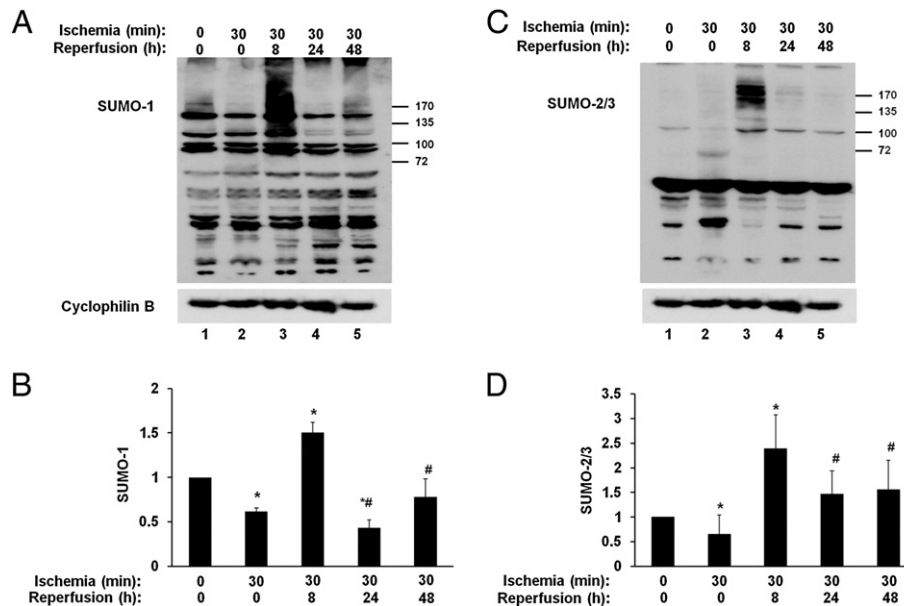 A
Ischemia (min): 0 30 30 30 30
Reperfusion (h): 0 0 8 24 48
SUMO-1
170
135
100
72
Cyclophilin B
1 2 3 4 5
C
Ischemia (min): 0 30 30 30 30
Reperfusion (h): 0 0 8 24 48
SUMO-2/3
170
135
100
72
1 2 3 4 5
B
SUMO-1
2
1.5
1
0.5
0
* * *# #
Ischemia (min): 0 30 30 30 30
Reperfusion (h): 0 0 8 24 48
D
SUMO-2/3
3.5
3
2.5
2
1.5
1
0.5
0
* * # #
Ischemia (min): 0 30 30 30 30
Reperfusion (h): 0 0 8 24 48